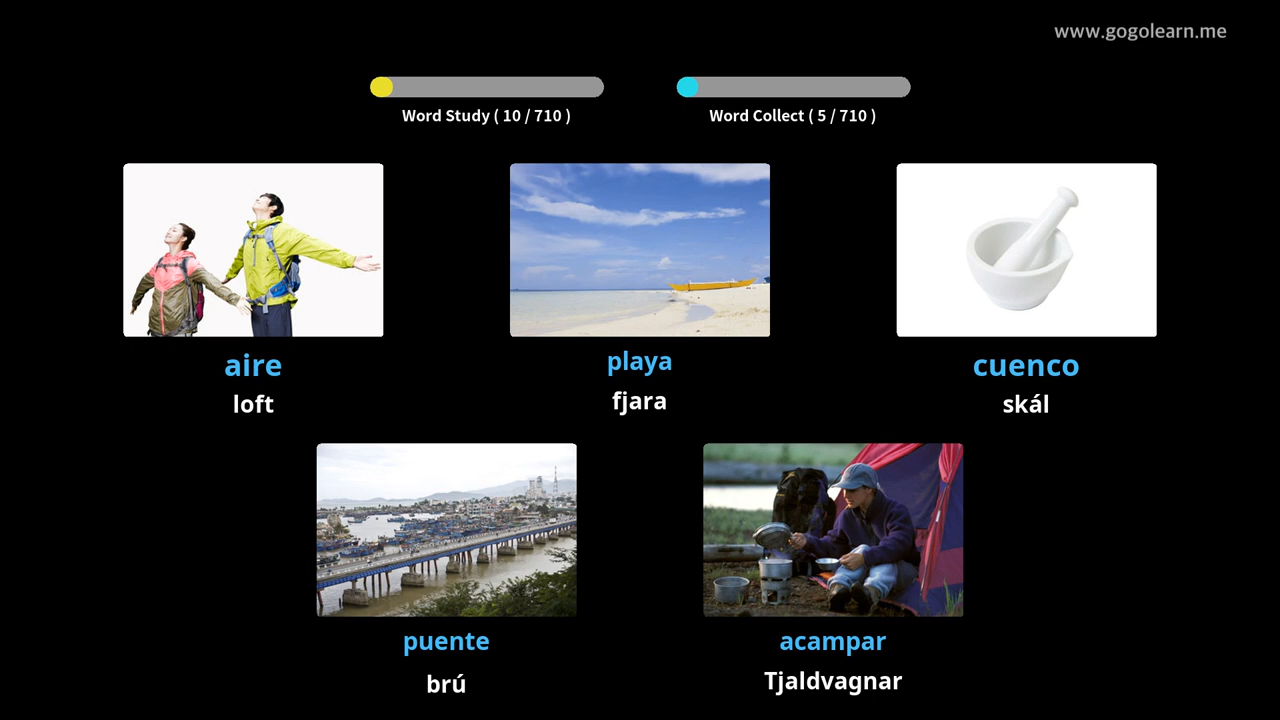 www.gogolearn.me
Word Study ( 10 / 710 )
Word Collect ( 5 / 710 )
aire
loft
playa
fjara
cuenco
skál
puente
brú
acampar
Tjaldvagnar